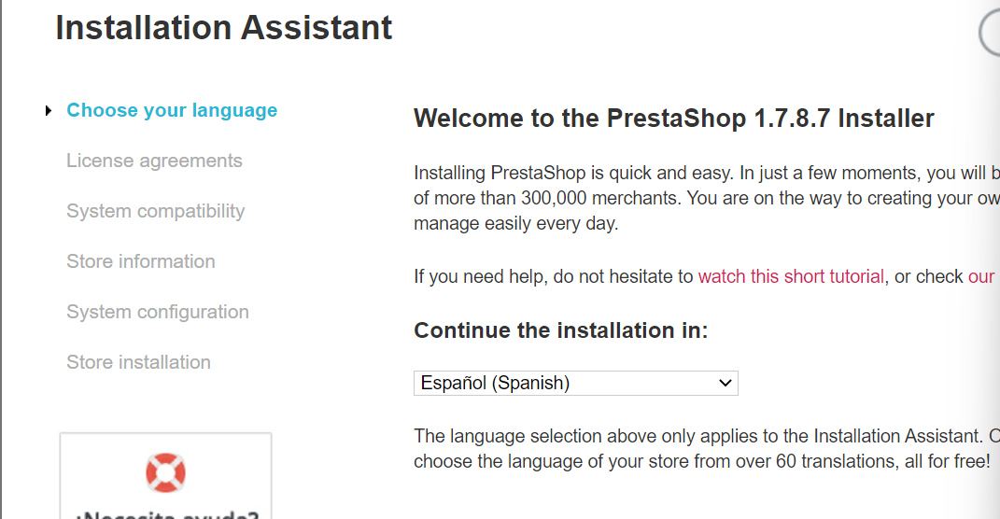 Installation Assistant
Choose your language
License agreements
System compatibility
Store information
System configuration
Store installation
Welcome to the PrestaShop 1.7.8.7 Installer
Installing PrestaShop is quick and easy. In just a few moments, you will
of more than 300,000 merchants. You are on the way to creating your
manage easily every day.
If you need help, do not hesitate to watch this short tutorial, or check our
Continue the installation in:
Español (Spanish)
The language selection above only applies to the Installation Assistant.
choose the language of your store from over 60 translations, all for free!
¿Necesita ayuda?